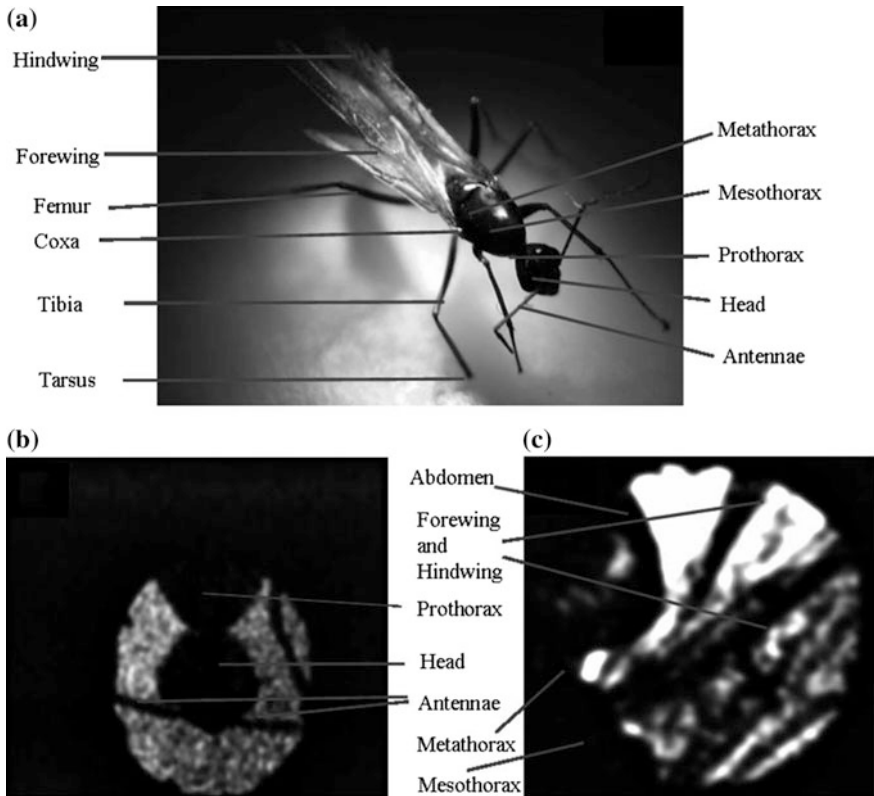 (a)
Hindwing
Forewing
Femur
Coxa
Tibia
Tarsus
Metathorax
Mesothorax
Prothorax
Head
Antennae
(b)
(c)
Abdomen
Forewing
and
Hindwing
Prothorax
Head
Antennae
Metathorax
Mesothorax